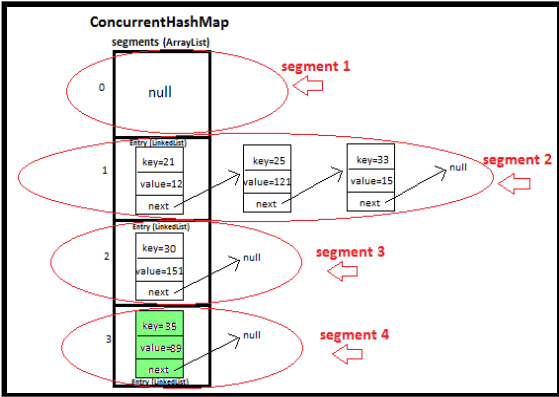 ConcurrentHashMap
segments (ArrayList)
segment 1
0
null
Entry (LinkedList)
segment 2
1
key=21
value=12
next
key=25
value=121
next
key=33
value=15
next
null
Entry (LinkedList)
segment 3
2
key=30
value=151
next
null
segment 4
3
key=35
value=89
next
null
Entry (LinkedList)